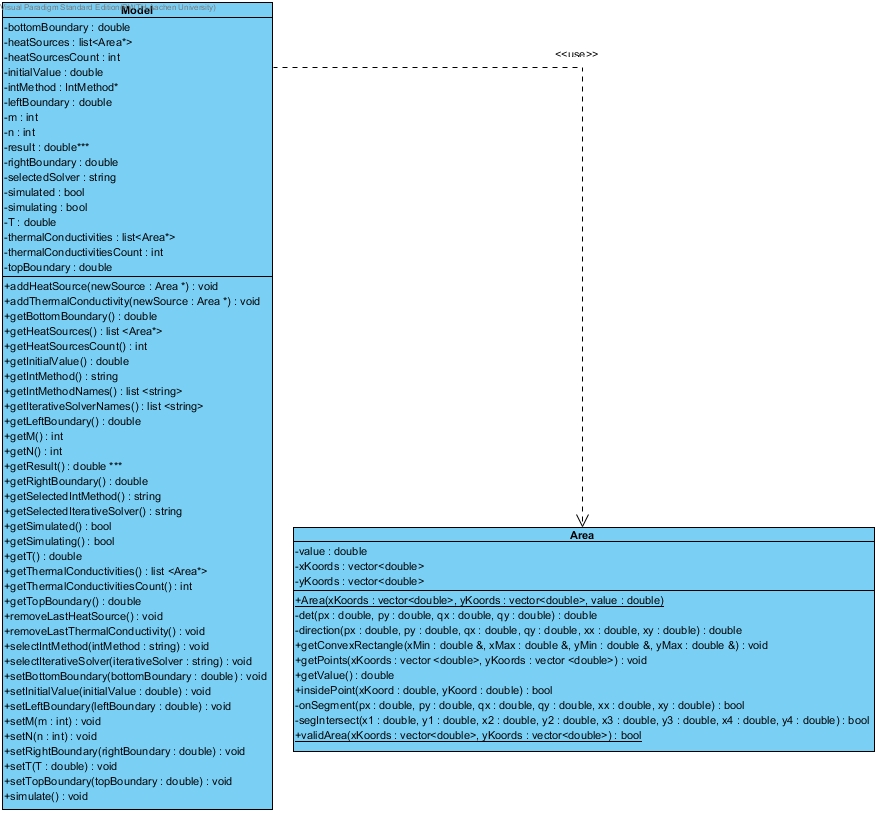 Visual Paradigm Standard Edition
achen University)
Model
-bottomBoundary : double
-heatSources : list<Area*>
-heatSourcesCount : int
-initialValue : double
-intMethod : IntMethod*
-leftBoundary : double
-m : int
-n : int
-result : double***
-rightBoundary : double
-selectedSolver : string
-simulated : bool
-simulating : bool
-T : double
-thermalConductivities : list<Area*>
-thermalConductivitiesCount : int
-topBoundary : double
+addHeatSource(newSource : Area *) : void
+addThermalConductivity(newSource : Area *) : void
+getBottomBoundary() : double
+getHeatSources() : list <Area*>
+getHeatSourcesCount() : int
+getInitialValue() : double
+getIntMethod() : string
+getIntMethodNames() : list <string>
+getIterativeSolverNames() : list <string>
+getLeftBoundary() : double
+getM() : int
+getN() : int
+getResult() : double ***
+getRightBoundary() : double
+getSelectedIntMethod() : string
+getSelectedIterativeSolver() : string
+getSimulated() : bool
+getSimulating() : bool
+getT() : double
+getThermalConductivities() : list <Area*>
+getThermalConductivitiesCount() : int
+getTopBoundary() : double
+removeLastHeatSource() : void
+removeLastThermalConductivity() : void
+selectIntMethod(intMethod : string) : void
+selectIterativeSolver(iterativeSolver : string) : void
+setBottomBoundary(bottomBoundary : double) : void
+setInitialValue(initialValue : double) : void
+setLeftBoundary(leftBoundary : double) : void
+setM(m : int) : void
+setN(n : int) : void
+setRightBoundary(rightBoundary : double) : void
+setT(T : double) : void
+setTopBoundary(topBoundary : double) : void
+simulate() : void
<<use>>
Area
-value : double
-xKoords : vector<double>
-yKoords : vector<double>
+Area(xKoords : vector<double>, yKoords : vector<double>, value : double)
-det(px : double, py : double, qx : double, qy : double) : double
-direction(px : double, py : double, qx : double, qy : double, xx : double, xy : double) : double
+getConvexRectangle(xMin : double &, xMax : double &, yMin : double &, yMax : double &) : void
+getPoints(xKoords : vector <double>, yKoords : vector <double>) : void
+getValue() : double
+insidePoint(xKoord : double, yKoord : double) : bool
-onSegment(px : double, py : double, qx : double, qy : double, xx : double, xy : double) : bool
-segIntersect(x1 : double, y1 : double, x2 : double, y2 : double, x3 : double, y3 : double, x4 : double, y4 : double) : bool
+validArea(xKoords : vector<double>, yKoords : vector<double>) : bool